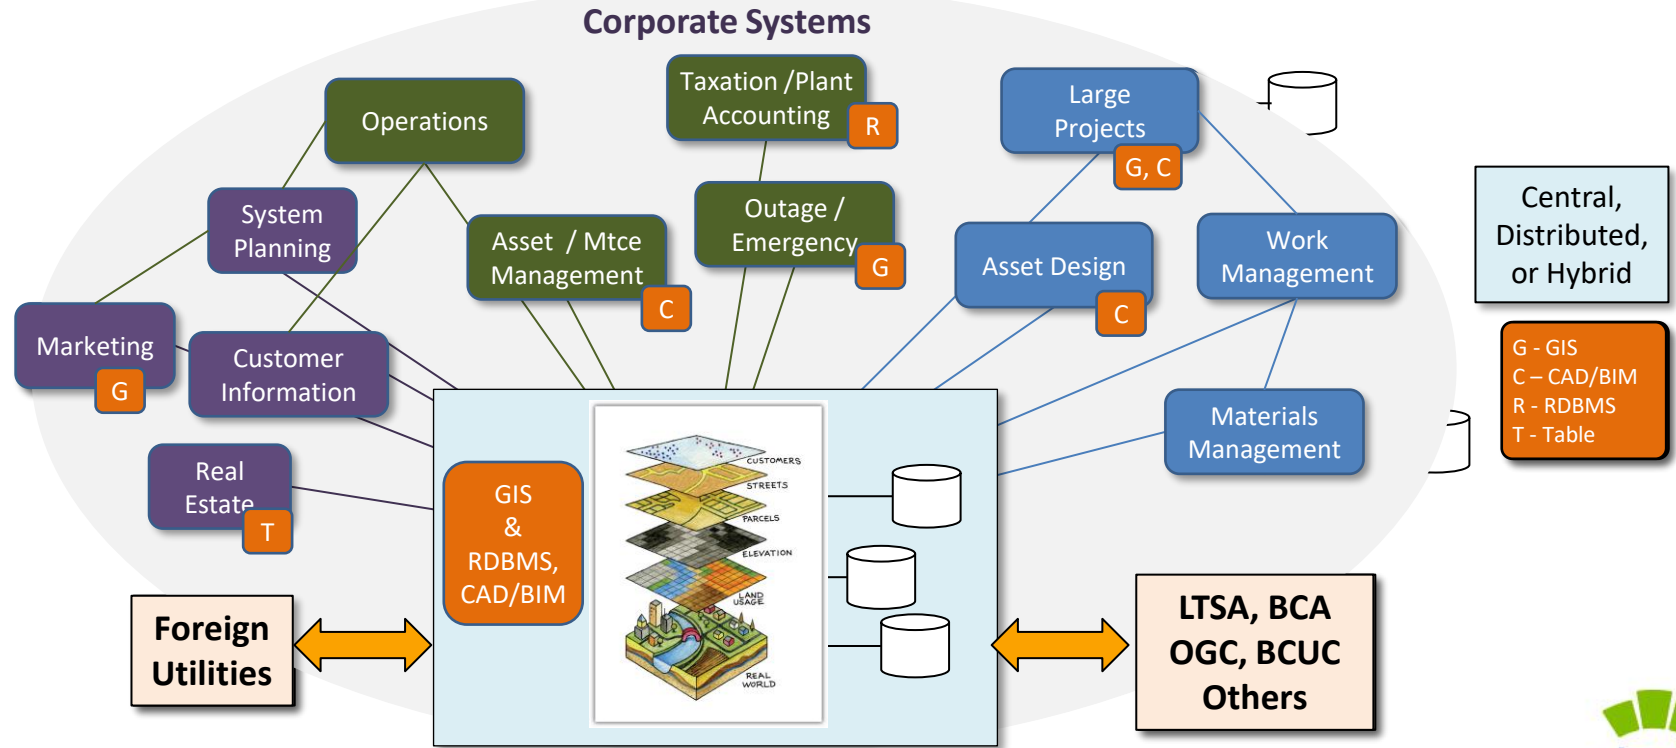 Corporate Systems
Operations
Taxation /Plant
Accounting
R
Large
Projects
G, C
System
Planning
Asset / Mtce
Management
C
Outage /
Emergency
G
Asset Design
C
Work
Management
Central,
Distributed,
or Hybrid
Marketing
G
Customer
Information
Materials
Management
G - GIS
C – CAD/BIM
R - RDBMS
T - Table
Real
Estate
T
GIS
&
RDBMS,
CAD/BIM
CUSTOMERS
STREETS
PARCELS
ELEVATION
LAND
USAGE
REAL
WORLD
Foreign
Utilities
LTSA, BCA
OGC, BCUC
Others